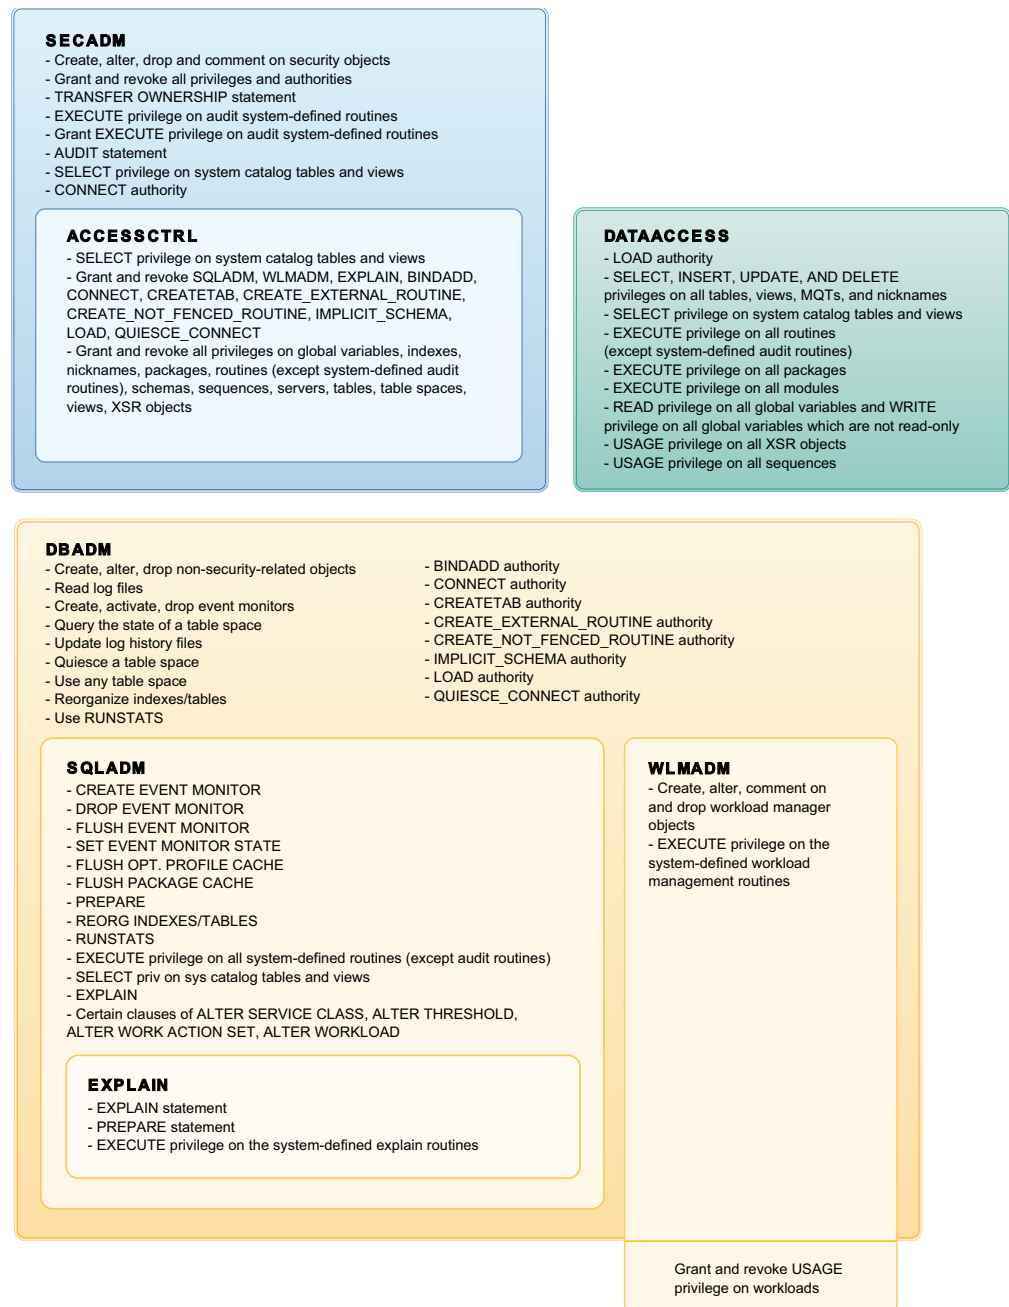 SECADM
- Create, alter, drop and comment on security objects
- Grant and revoke all privileges and authorities
- TRANSFER OWNERSHIP statement
- EXECUTE privilege on audit system-defined routines
- Grant EXECUTE privilege on audit system-defined routines
- AUDIT statement
- SELECT privilege on system catalog tables and views
- CONNECT authority
ACCESSCTRL
- SELECT privilege on system catalog tables and views
- Grant and revoke SQLADM, WLMADM, EXPLAIN, BINDADD,
CONNECT, CREATETAB, CREATE_EXTERNAL_ROUTINE,
CREATE_NOT_FENCED_ROUTINE, IMPLICIT_SCHEMA,
LOAD, QUIESCE_CONNECT
- Grant and revoke all privileges on global variables, indexes,
nicknames, packages, routines (except system-defined audit
routines), schemas, sequences, servers, tables, table spaces,
views, XSR objects
DATAACCESS
- LOAD authority
- SELECT, INSERT, UPDATE, AND DELETE
privileges on all tables, views, MQTs, and nicknames
- SELECT privilege on system catalog tables and views
- EXECUTE privilege on all routines
(except system-defined audit routines)
- EXECUTE privilege on all packages
- EXECUTE privilege on all modules
- READ privilege on all global variables and WRITE
privilege on all global variables which are not read-only
- USAGE privilege on all XSR objects
- USAGE privilege on all sequences
DBADM
- Create, alter, drop non-security-related objects
- Read log files
- Create, activate, drop event monitors
- Query the state of a table space
- Update log history files
- Quiesce a table space
- Use any table space
- Reorganize indexes/tables
- Use RUNSTATS
- BINDADD authority
- CONNECT authority
- CREATETAB authority
- CREATE_EXTERNAL_ROUTINE authority
- CREATE_NOT_FENCED_ROUTINE authority
- IMPLICIT_SCHEMA authority
- LOAD authority
- QUIESCE_CONNECT authority
SQLADM
- CREATE EVENT MONITOR
- DROP EVENT MONITOR
- FLUSH EVENT MONITOR
- SET EVENT MONITOR STATE
- FLUSH OPT. PROFILE CACHE
- FLUSH PACKAGE CACHE
- PREPARE
- REORG INDEXES/TABLES
- RUNSTATS
- EXECUTE privilege on all system-defined routines (except audit routines)
- SELECT priv on sys catalog tables and views
- EXPLAIN
- Certain clauses of ALTER SERVICE CLASS, ALTER THRESHOLD,
ALTER WORK ACTION SET, ALTER WORKLOAD
EXPLAIN
- EXPLAIN statement
- PREPARE statement
- EXECUTE privilege on the system-defined explain routines
WLMADM
- Create, alter, comment on
and drop workload manager
objects
- EXECUTE privilege on the
system-defined workload
management routines
Grant and revoke USAGE
privilege on workloads